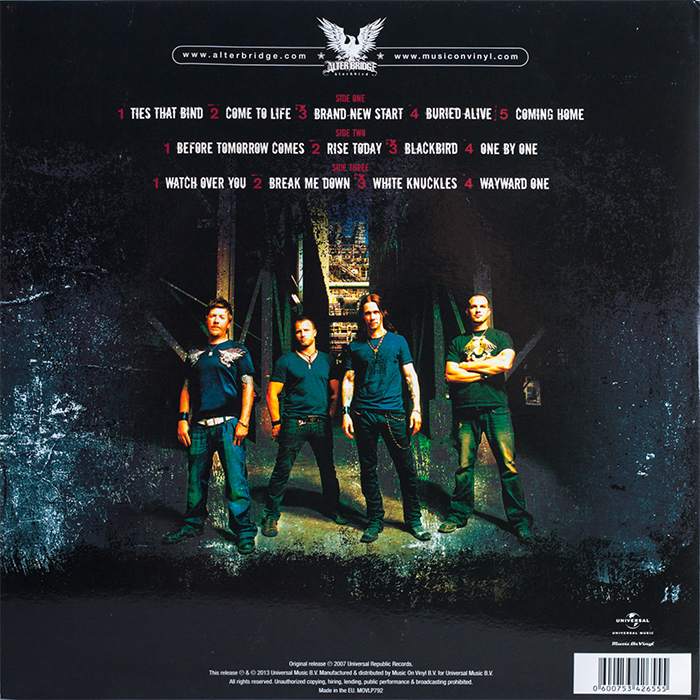 www.alterbridge.com ALTER BRIDGE www.musiconvinyl.com
blackbird
SIDE ONE
1 TIES THAT BIND 2 COME TO LIFE 3 BRAND NEW START 4 BURIED ALIVE 5 COMING HOME
SIDE TWO
1 BEFORE TOMORROW COMES 2 RISE TODAY 3 BLACKBIRD 4 ONE BY ONE
SIDE THREE
1 WATCH OVER YOU 2 BREAK ME DOWN 3 WHITE KNUCKLES 4 WAYWARD ONE
UNIVERSAL
UNIVERSAL MUSIC
Music On Vinyl
Original release ℗ 2007 Universal Republic Records.
This release ℗ & © 2013 Universal Music B.V. Manufactured & distributed by Music On Vinyl B.V. for Universal Music B.V.
All rights reserved. Unauthorized copying, hiring, lending, public performance & broadcasting prohibited.
Made in the EU. MOVLP792
0 600753 426555